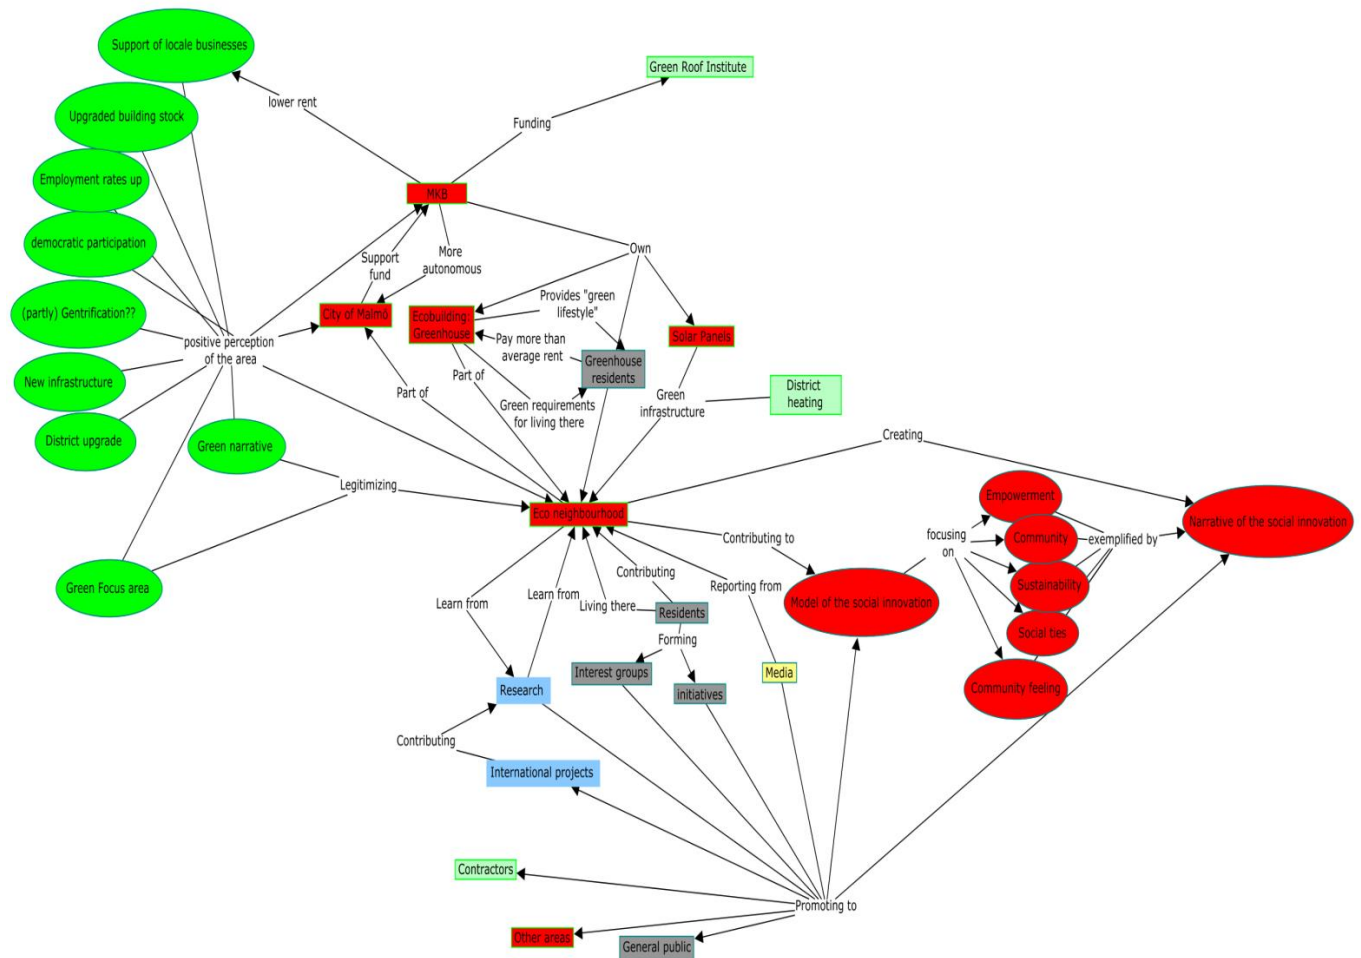 Support of locale businesses
Green Roof Institute
lower rent
Upgraded building stock
Funding
Employment rates up
MKB
democratic participation
Own
Support
fund
More
autonomous
(partly) Gentrification??
City of Malmö
Ecobuilding:
Greenhouse
Provides "green
lifestyle"
Solar Panels
positive perception
of the area
Pay more than
average rent
Greenhouse
residents
New infrastructure
Part of
Part of
Green requirements
for living there
Green
infrastructure
District
heating
District upgrade
Green narrative
Creating
Legitimizing
Eco neighbourhood
Empowerment
Narrative of the social innovation
Contributing to
focusing
on
Community
exemplified by
Contributing
Reporting from
Sustainability
Green Focus area
Learn from
Learn from
Living there
Residents
Model of the social innovation
Social ties
Forming
Interest groups
Media
Research
initiatives
Community feeling
Contributing
International projects
Contractors
Promoting to
Other areas
General public